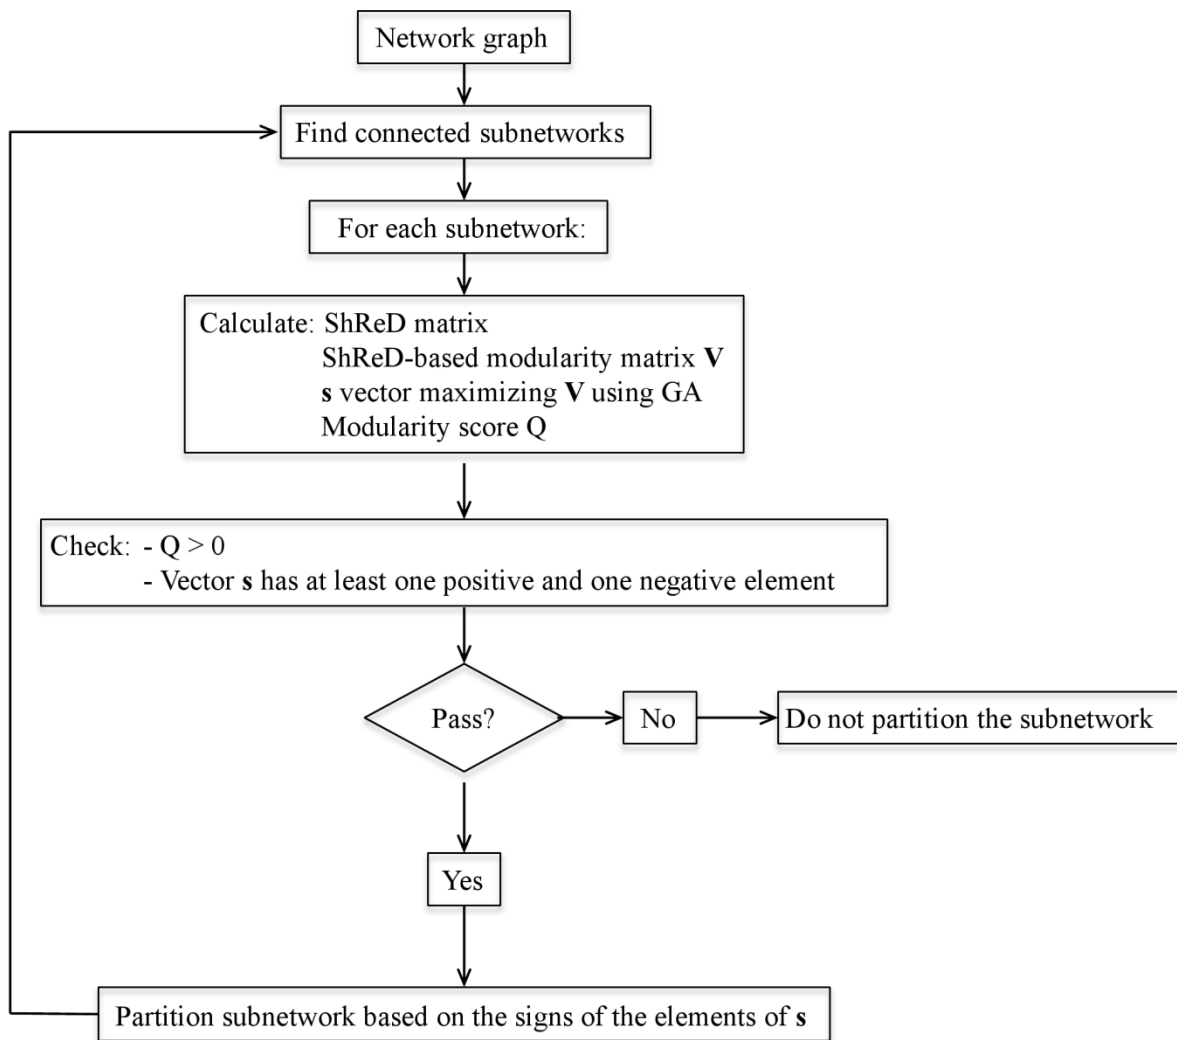 Network graph
Find connected subnetworks
For each subnetwork:
Calculate: ShReD matrix
ShReD-based modularity matrix V
s vector maximizing V using GA
Modularity score Q
Check: - Q > 0
- Vector s has at least one positive and one negative element
Pass?
No
Do not partition the subnetwork
Yes
Partition subnetwork based on the signs of the elements of s